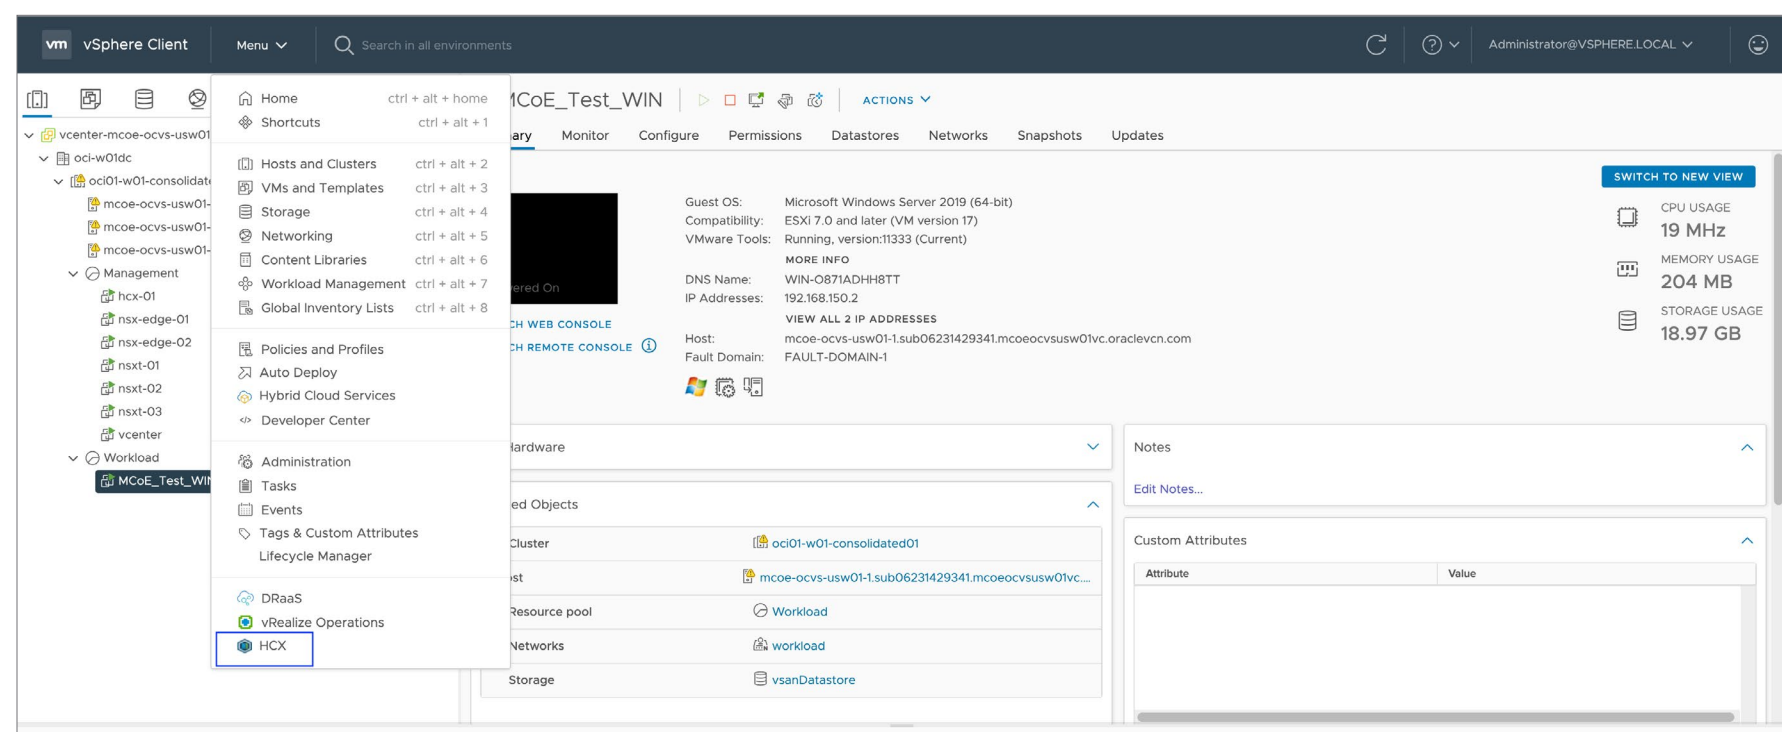 vm vSphere Client Menu Search in all environments Administrator@VSPHERE.LOCAL
Home ctrl + alt + home
Shortcuts ctrl + alt + 1
Hosts and Clusters ctrl + alt + 2
VMs and Templates ctrl + alt + 3
Storage ctrl + alt + 4
Networking ctrl + alt + 5
Content Libraries ctrl + alt + 6
Workload Management ctrl + alt + 7
Global Inventory Lists ctrl + alt + 8
Policies and Profiles
Auto Deploy
Hybrid Cloud Services
Developer Center
Administration
Tasks
Events
Tags & Custom Attributes
Lifecycle Manager
DRaaS
vRealize Operations
HCX
vcenter-mcoe-ocvs-usw01
oci-w01dc
oci01-w01-consolidate
mcoe-ocvs-usw01-
mcoe-ocvs-usw01-
mcoe-ocvs-usw01-
Management
hcx-01
nsx-edge-01
nsx-edge-02
nsxt-01
nsxt-02
nsxt-03
vcenter
Workload
MCoE_Test_WIN
MCoE_Test_WIN ACTIONS
ary Monitor Configure Permissions Datastores Networks Snapshots Updates
SWITCH TO NEW VIEW
ered On
CH WEB CONSOLE
CH REMOTE CONSOLE
Guest OS: Microsoft Windows Server 2019 (64-bit)
Compatibility: ESXi 7.0 and later (VM version 17)
VMware Tools: Running, version:11333 (Current)
MORE INFO
DNS Name: WIN-O871ADHH8TT
IP Addresses: 192.168.150.2
VIEW ALL 2 IP ADDRESSES
Host: mcoe-ocvs-usw01-1.sub06231429341.mcoeocvsusw01vc.oraclevcn.com
Fault Domain: FAULT-DOMAIN-1
CPU USAGE
19 MHz
MEMORY USAGE
204 MB
STORAGE USAGE
18.97 GB
Hardware
ed Objects
Cluster oci01-w01-consolidated01
st mcoe-ocvs-usw01-1.sub06231429341.mcoeocvsusw01vc....
Resource pool Workload
Networks workload
Storage vsanDatastore
Notes
Edit Notes...
Custom Attributes
Attribute Value